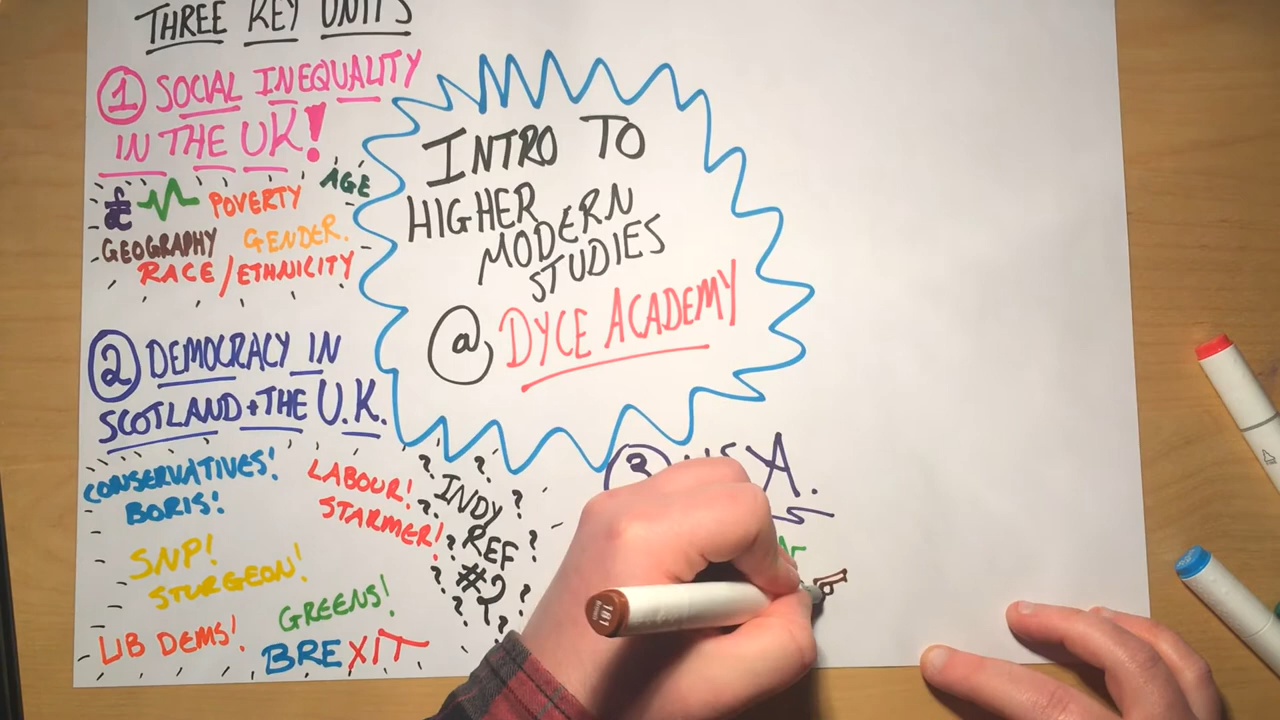 THREE KEY UNITS
1 SOCIAL INEQUALITY
IN THE UK!
£ POVERTY AGE
GEOGRAPHY GENDER.
RACE/ETHNICITY
2 DEMOCRACY IN
SCOTLAND + THE U.K.
CONSERVATIVES!
BORIS!
LABOUR!
STARMER!
SNP!
STURGEON!
GREENS!
LIB DEMS!
BREXIT
? ? INDY ?
? REF ?
? #2 ?
? ? ?
INTRO TO
HIGHER
MODERN
STUDIES
@ DYCE ACADEMY
3 USA.